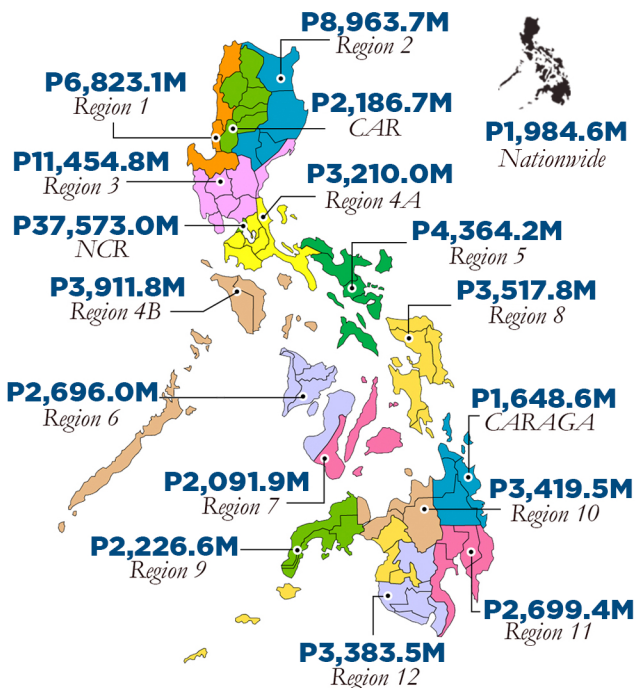 P8,963.7M
Region 2
P6,823.1M
Region 1
P2,186.7M
CAR
P1,984.6M
Nationwide
P11,454.8M
Region 3
P3,210.0M
Region 4A
P37,573.0M
NCR
P4,364.2M
Region 5
P3,911.8M
Region 4B
P3,517.8M
Region 8
P2,696.0M
Region 6
P1,648.6M
CARAGA
P2,091.9M
Region 7
P3,419.5M
Region 10
P2,226.6M
Region 9
P2,699.4M
Region 11
P3,383.5M
Region 12